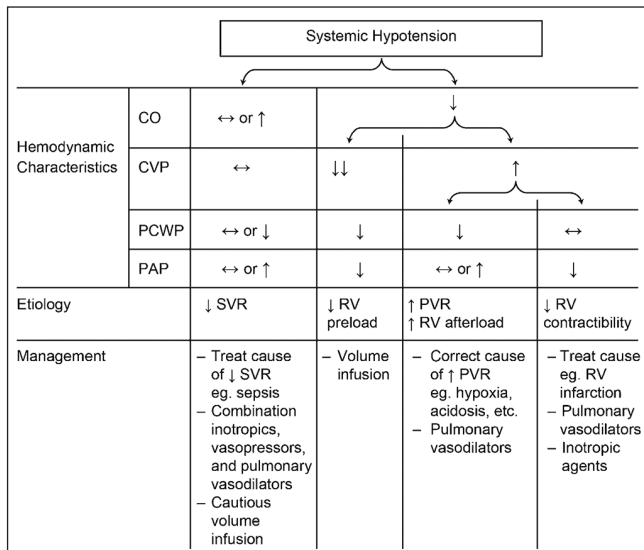 Systemic Hypotension
Hemodynamic
Characteristics
CO
↔ or ↑
↓
CVP
↔
↓↓
↑
PCWP
↔ or ↓
↓
↓
↔
PAP
↔ or ↑
↓
↔ or ↑
↓
Etiology
↓ SVR
↓ RV
preload
↑ PVR
↑ RV afterload
↓ RV
contractibility
Management
– Treat cause
of ↓ SVR
eg. sepsis
– Combination
inotropics,
vasopressors,
and pulmonary
vasodilators
– Cautious
volume
infusion
– Volume
infusion
– Correct cause
of ↑ PVR
eg. hypoxia,
acidosis, etc.
– Pulmonary
vasodilators
– Treat cause
eg. RV
infarction
– Pulmonary
vasodilators
– Inotropic
agents